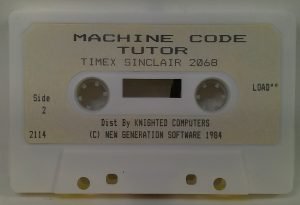 MACHINE CODE
TUTOR
TIMEX SINCLAIR 2068
LOAD""
Side
2
Dist By KNIGHTED COMPUTERS
2114
(C) NEW GENERATION SOFTWARE 1984